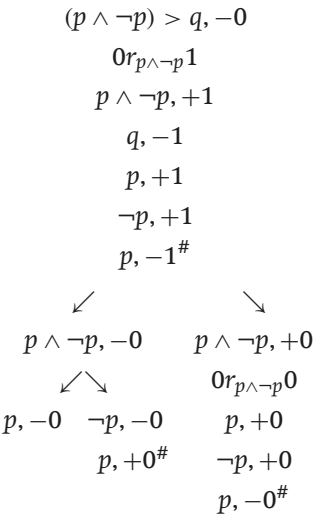 (p ∧ ¬p) > q, −0
0r_{p∧¬p}1
p ∧ ¬p, +1
q, −1
p, +1
¬p, +1
p, −1^#
↙ ↘
p ∧ ¬p, −0 p ∧ ¬p, +0
↙↘ 0r_{p∧¬p}0
p, −0 ¬p, −0 p, +0
p, +0^# ¬p, +0
p, −0^#